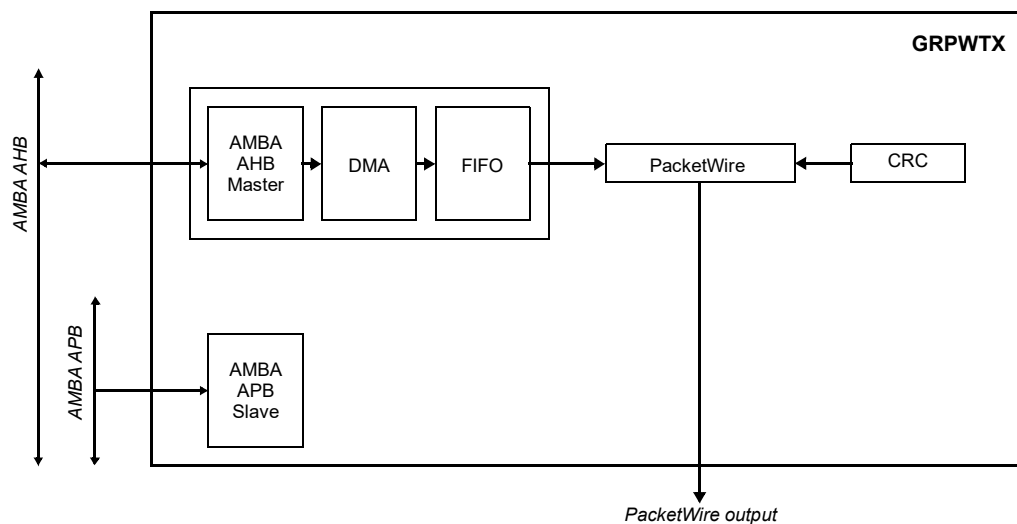 GRPWTX
AMBA AHB
AMBA
AHB
Master
DMA
FIFO
PacketWire
CRC
AMBA APB
AMBA
APB
Slave
PacketWire output